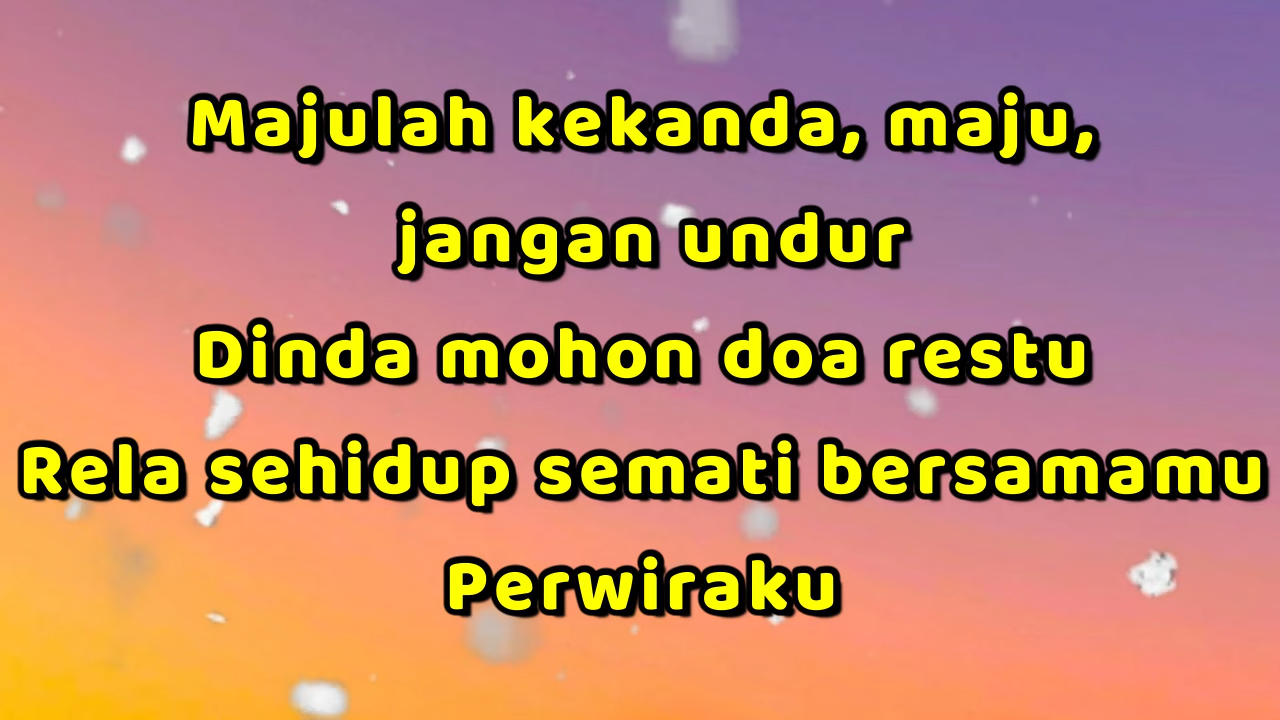 Majulah kekanda, maju,
jangan undur
Dinda mohon doa restu
Rela sehidup semati bersamamu
Perwiraku